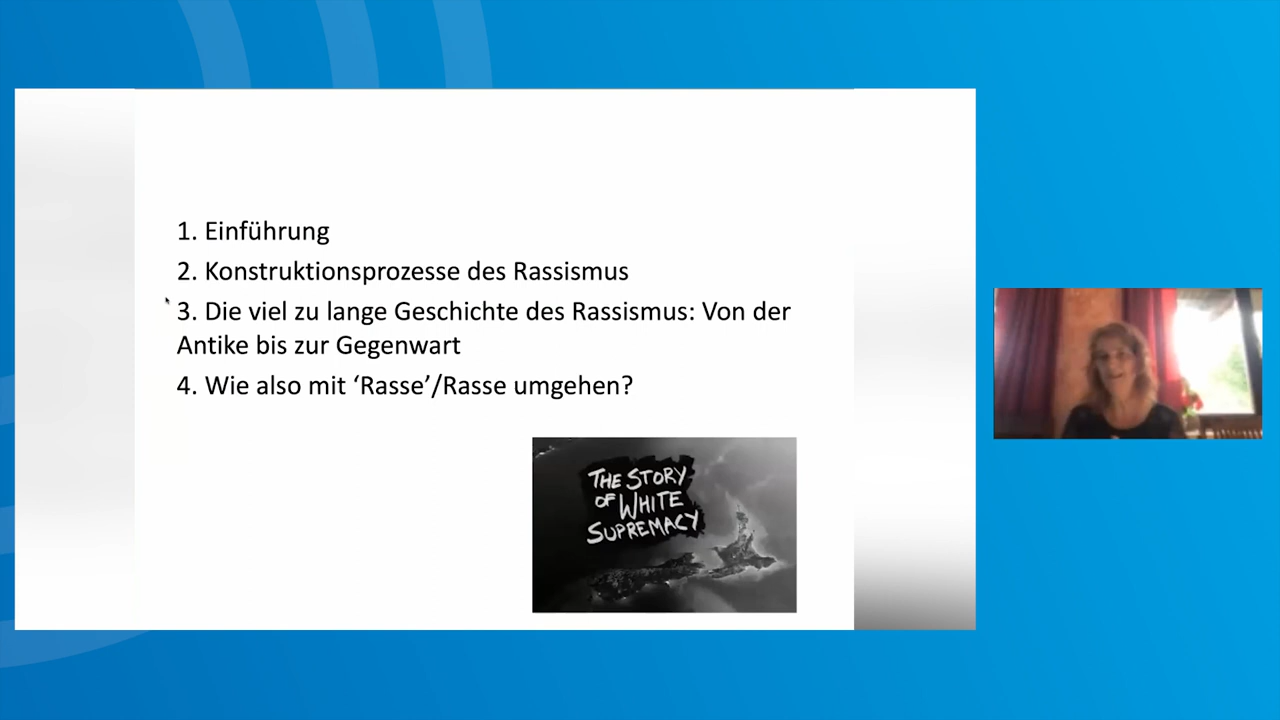 1. Einführung
2. Konstruktionsprozesse des Rassismus
3. Die viel zu lange Geschichte des Rassismus: Von der
Antike bis zur Gegenwart
4. Wie also mit ‘Rasse’/Rasse umgehen?
THE STORY
OF WHITE
SUPREMACY